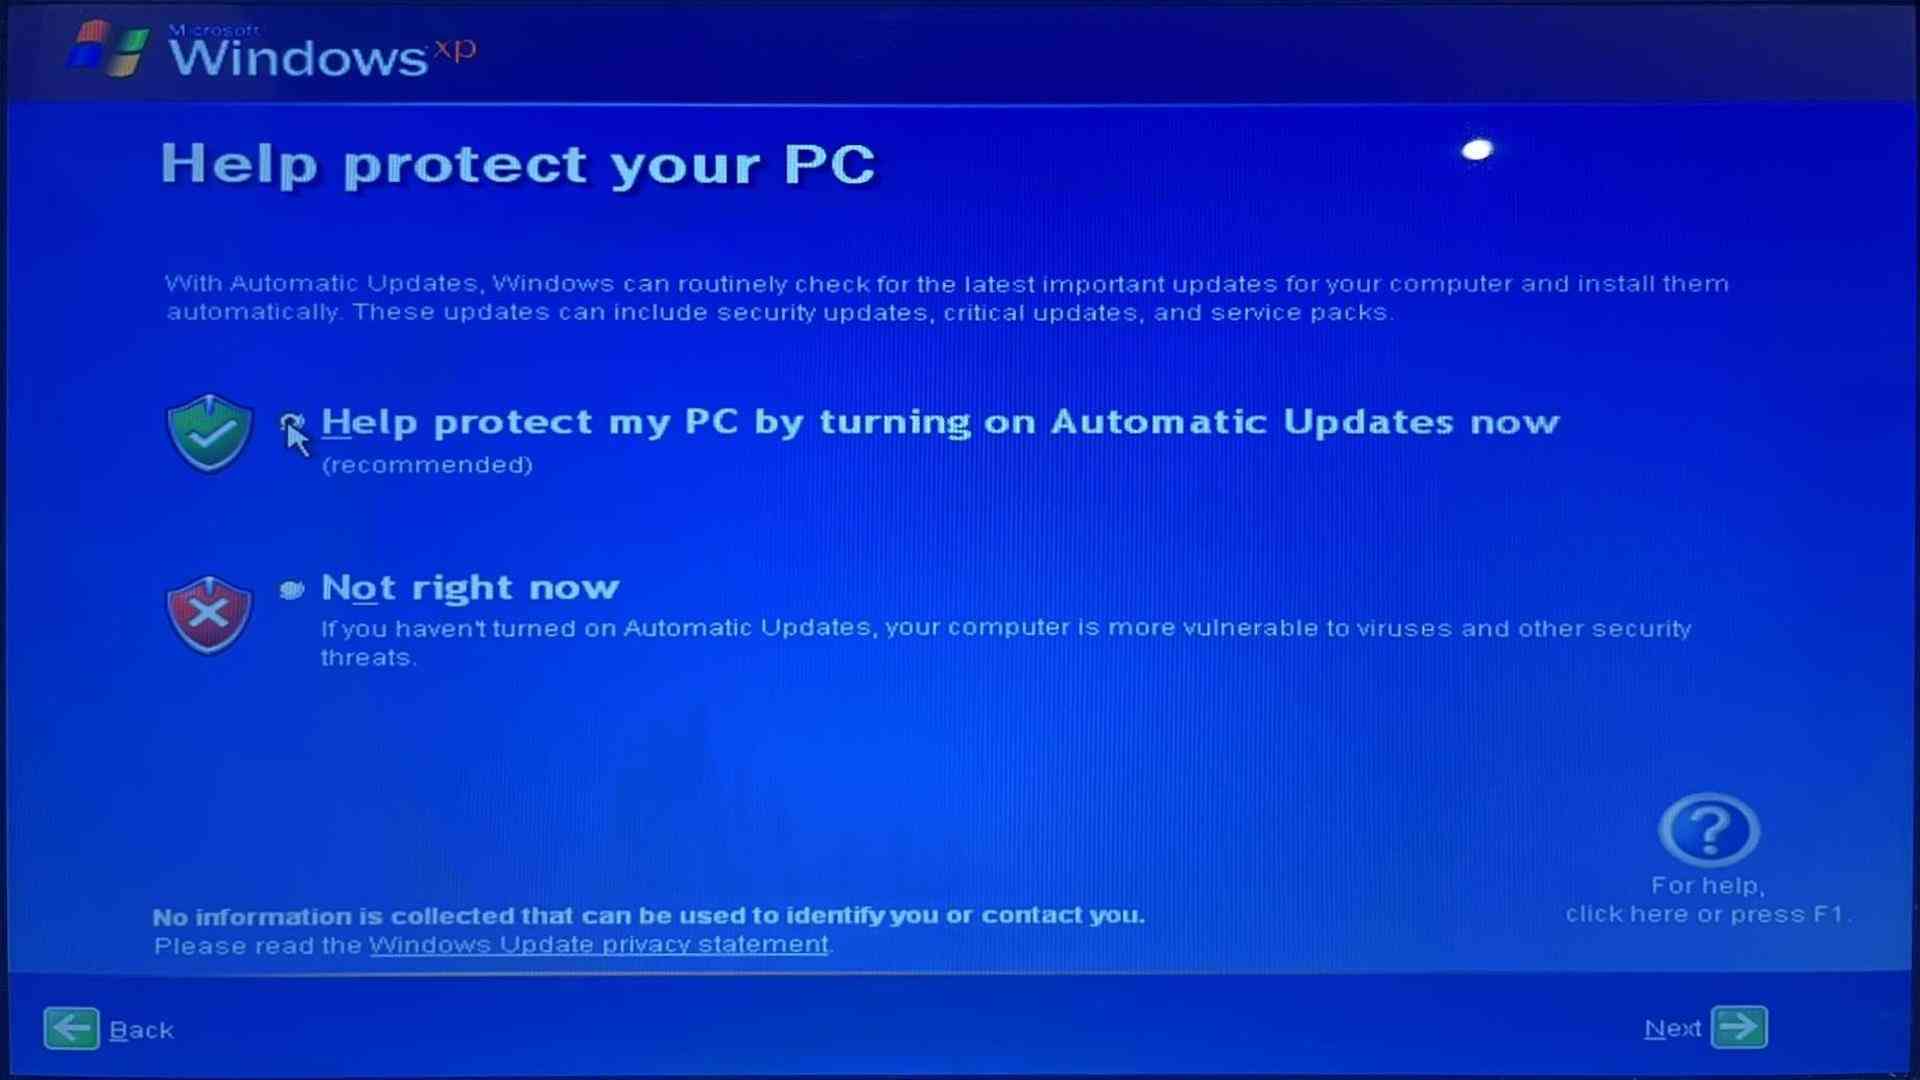 Microsoft
Windows xp
Help protect your PC
With Automatic Updates, Windows can routinely check for the latest important updates for your computer and install them
automatically. These updates can include security updates, critical updates, and service packs.
Help protect my PC by turning on Automatic Updates now
(recommended)
Not right now
If you haven't turned on Automatic Updates, your computer is more vulnerable to viruses and other security
threats.
For help,
click here or press F1.
No information is collected that can be used to identify you or contact you.
Please read the Windows Update privacy statement.
Back
Next